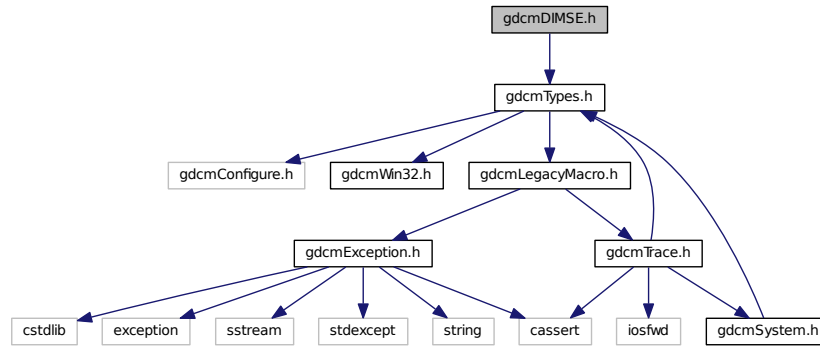 gdcmDIMSE.h
gdcmTypes.h
gdcmConfigure.h
gdcmWin32.h
gdcmLegacyMacro.h
gdcmException.h
gdcmTrace.h
cstdlib
exception
sstream
stdexcept
string
cassert
iosfwd
gdcmSystem.h